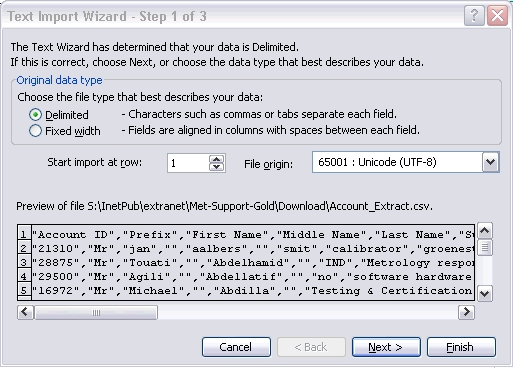 Text Import Wizard - Step 1 of 3
The Text Wizard has determined that your data is Delimited.
If this is correct, choose Next, or choose the data type that best describes your data.
Original data type
Choose the file type that best describes your data:
Delimited - Characters such as commas or tabs separate each field.
Fixed width - Fields are aligned in columns with spaces between each field.
Start import at row: 1 File origin: 65001 : Unicode (UTF-8)
Preview of file S:\InetPub\extranet\Met-Support-Gold\Download\Account_Extract.csv.
1 "Account ID","Prefix","First Name","Middle Name","Last Name","Su
2 "21310","Mr","jan","","aalbers","","smit","calibrator","groenest
3 "28875","Mr","Touati","","Abdelhamid","","IND","Metrology respon
4 "29500","Mr","Agili","","Abdellatif","","no","software hardware
5 "16972","Mr","Michael","","Abdilla","","Testing & Certification
Cancel < Back Next > Finish